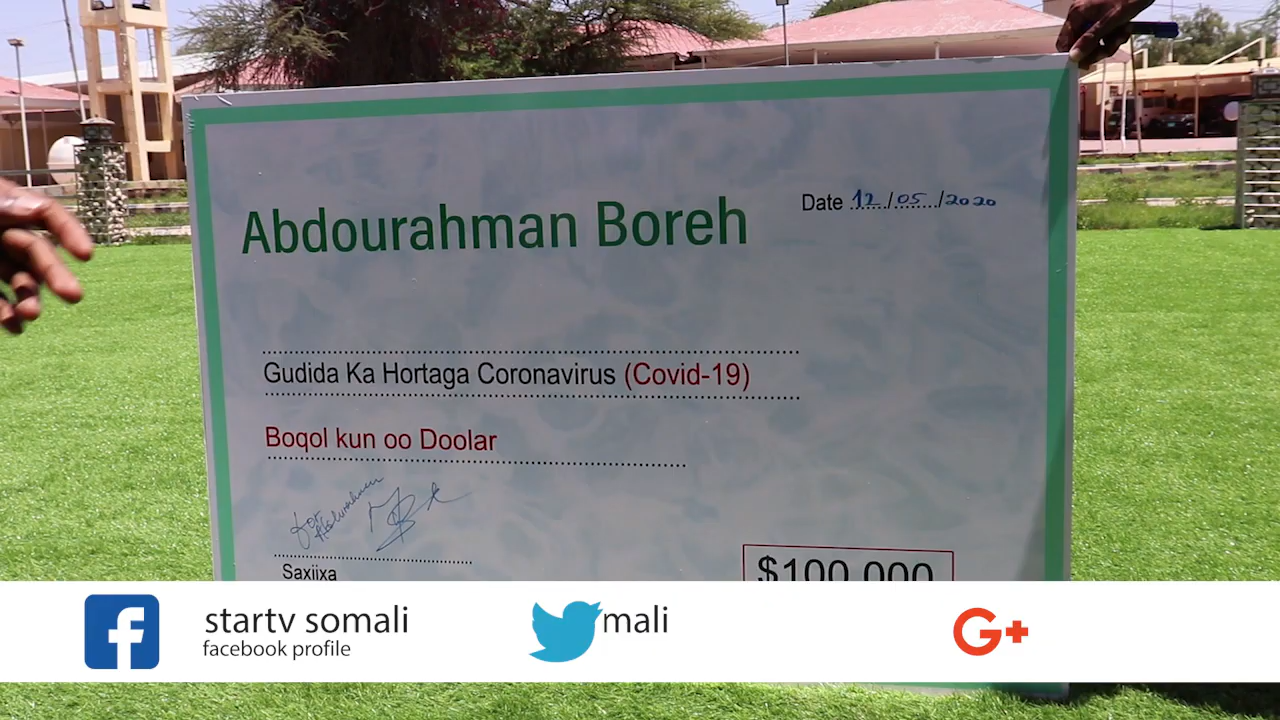 Abdourahman Boreh
Date 12/05/2020
Gudida Ka Hortaga Coronavirus (Covid-19)
Boqol kun oo Doolar
for
Saxiixa
$100,000
startv somali
facebook profile
mali
G+